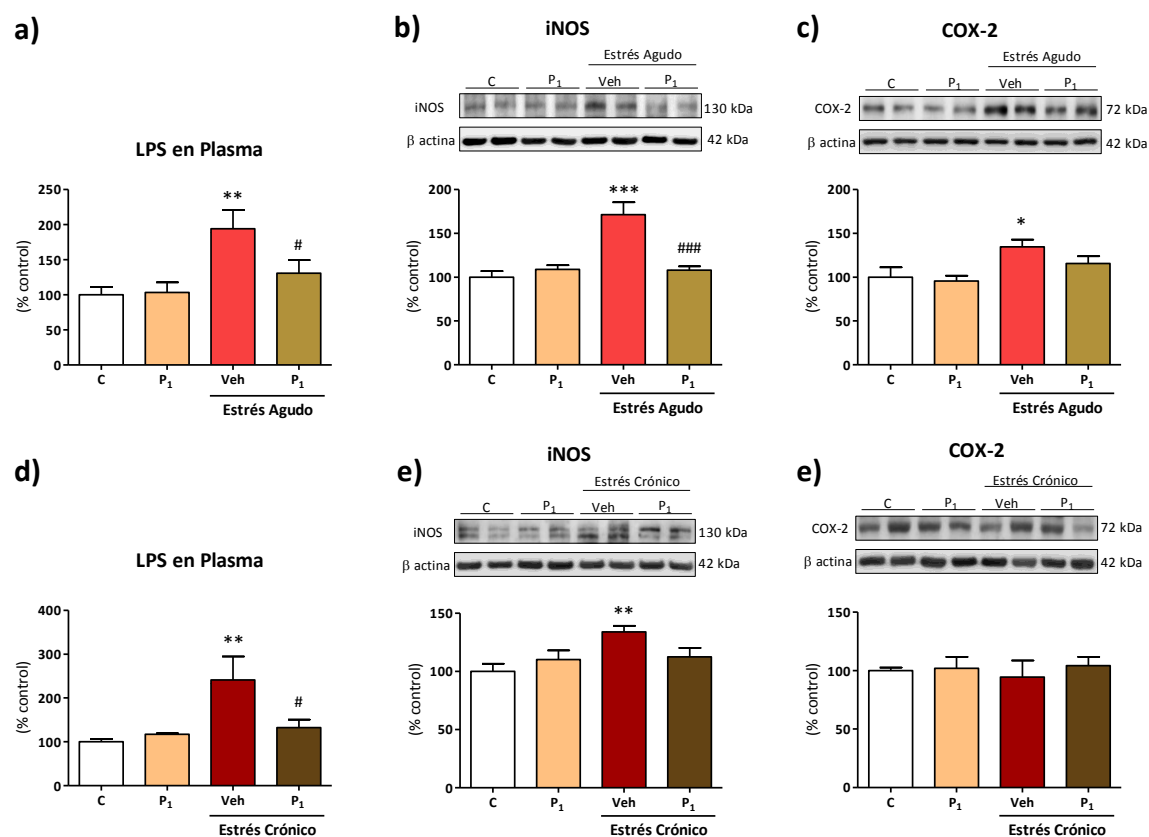 a)
LPS en Plasma
(% control)
200
150
100
50
0
**
#
C P₁ Veh P₁
Estrés Agudo
b)
iNOS
Estrés Agudo
C P₁ Veh P₁
iNOS 130 kDa
β actina 42 kDa
(% control)
200
150
100
50
0
***
###
C P₁ Veh P₁
Estrés Agudo
c)
COX-2
Estrés Agudo
C P₁ Veh P₁
COX-2 72 kDa
β actina 42 kDa
(% control)
200
150
100
50
0
*
C P₁ Veh P₁
Estrés Agudo
d)
LPS en Plasma
(% control)
400
300
200
100
0
**
#
C P₁ Veh P₁
Estrés Crónico
e)
iNOS
Estrés Crónico
C P₁ Veh P₁
iNOS 130 kDa
β actina 42 kDa
(% control)
150
100
50
0
**
C P₁ Veh P₁
Estrés Crónico
e)
COX-2
Estrés Crónico
C P₁ Veh P₁
COX-2 72 kDa
β actina 42 kDa
(% control)
150
100
50
0
C P₁ Veh P₁
Estrés Crónico